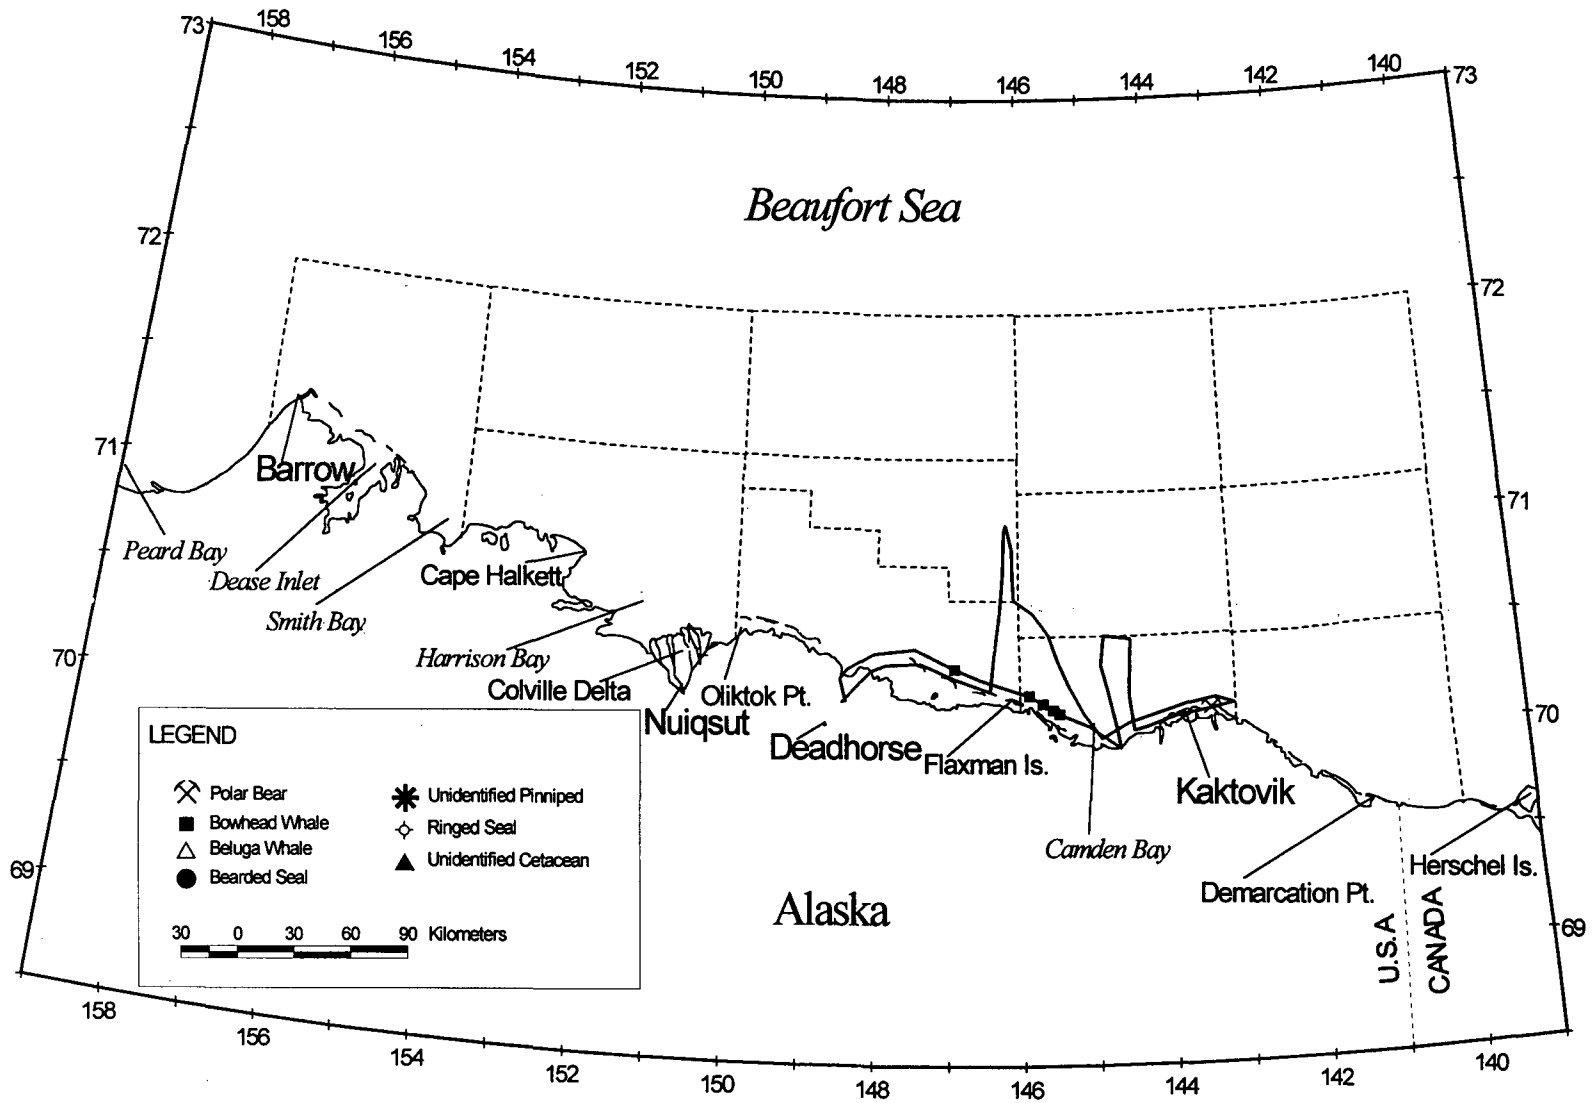 73 158 156 154 152 150 148 146 144 142 140 73
Beaufort Sea
72
72
71
71
Barrow
Peard Bay
Dease Inlet
Cape Halkett
Smith Bay
70
Harrison Bay
Colville Delta
Oliktok Pt.
70
Nuiqsut
Deadhorse
Flaxman Is.
Kaktovik
Camden Bay
Demarcation Pt.
Herschel Is.
LEGEND
Polar Bear
Bowhead Whale
Beluga Whale
Bearded Seal
Unidentified Pinniped
Ringed Seal
Unidentified Cetacean
30 0 30 60 90 Kilometers
69
Alaska
U.S.A
CANADA
69
158 156 154 152 150 148 146 144 142 140